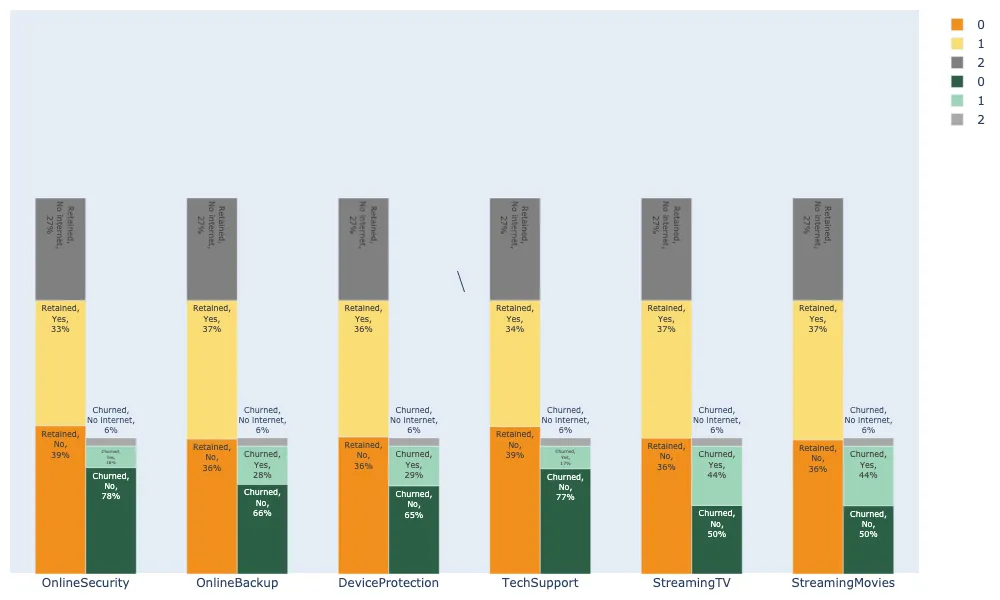 0
1
2
0
1
2
Retained,
No internet,
27%
Retained,
No internet,
27%
Retained,
No internet,
27%
Retained,
No internet,
27%
Retained,
No internet,
27%
Retained,
No internet,
27%
\
Retained,
Yes,
33%
Retained,
Yes,
37%
Retained,
Yes,
36%
Retained,
Yes,
34%
Retained,
Yes,
37%
Retained,
Yes,
37%
Churned,
No internet,
6%
Churned,
No internet,
6%
Churned,
No internet,
6%
Churned,
No internet,
6%
Churned,
No internet,
6%
Churned,
No internet,
6%
Retained,
No,
39%
Churned,
Yes,
16%
Retained,
No,
36%
Churned,
Yes,
28%
Retained,
No,
36%
Churned,
Yes,
29%
Retained,
No,
39%
Churned,
Yes,
17%
Retained,
No,
36%
Churned,
Yes,
44%
Retained,
No,
36%
Churned,
Yes,
44%
Churned,
No,
78%
Churned,
No,
66%
Churned,
No,
65%
Churned,
No,
77%
Churned,
No,
50%
Churned,
No,
50%
OnlineSecurity
OnlineBackup
DeviceProtection
TechSupport
StreamingTV
StreamingMovies